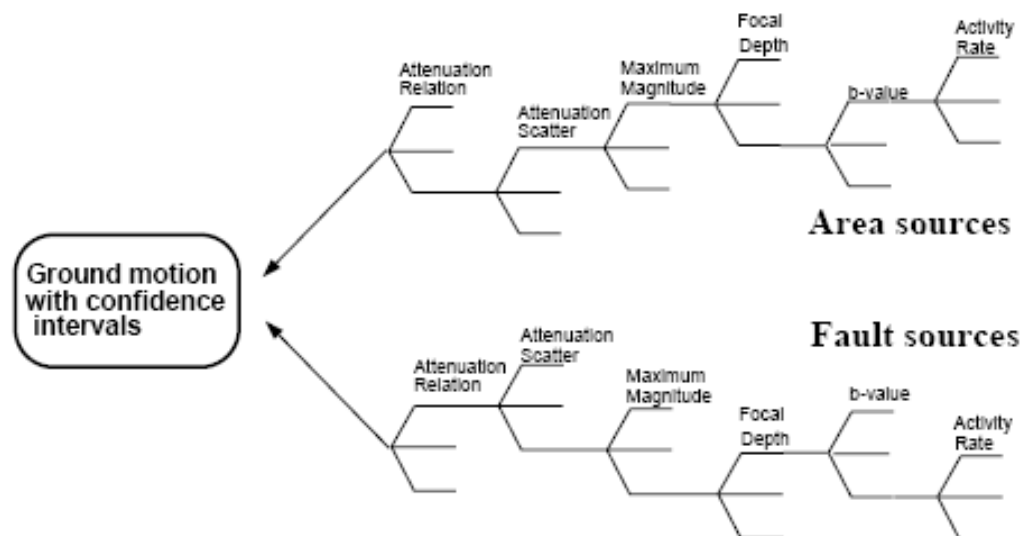 Focal
Depth
Activity
Rate
Attenuation
Relation
Maximum
Magnitude
b-value
Attenuation
Scatter
Area sources
Ground motion
with confidence
intervals
Fault sources
Attenuation
Scatter
Attenuation
Relation
Maximum
Magnitude
b-value
Focal
Depth
Activity
Rate